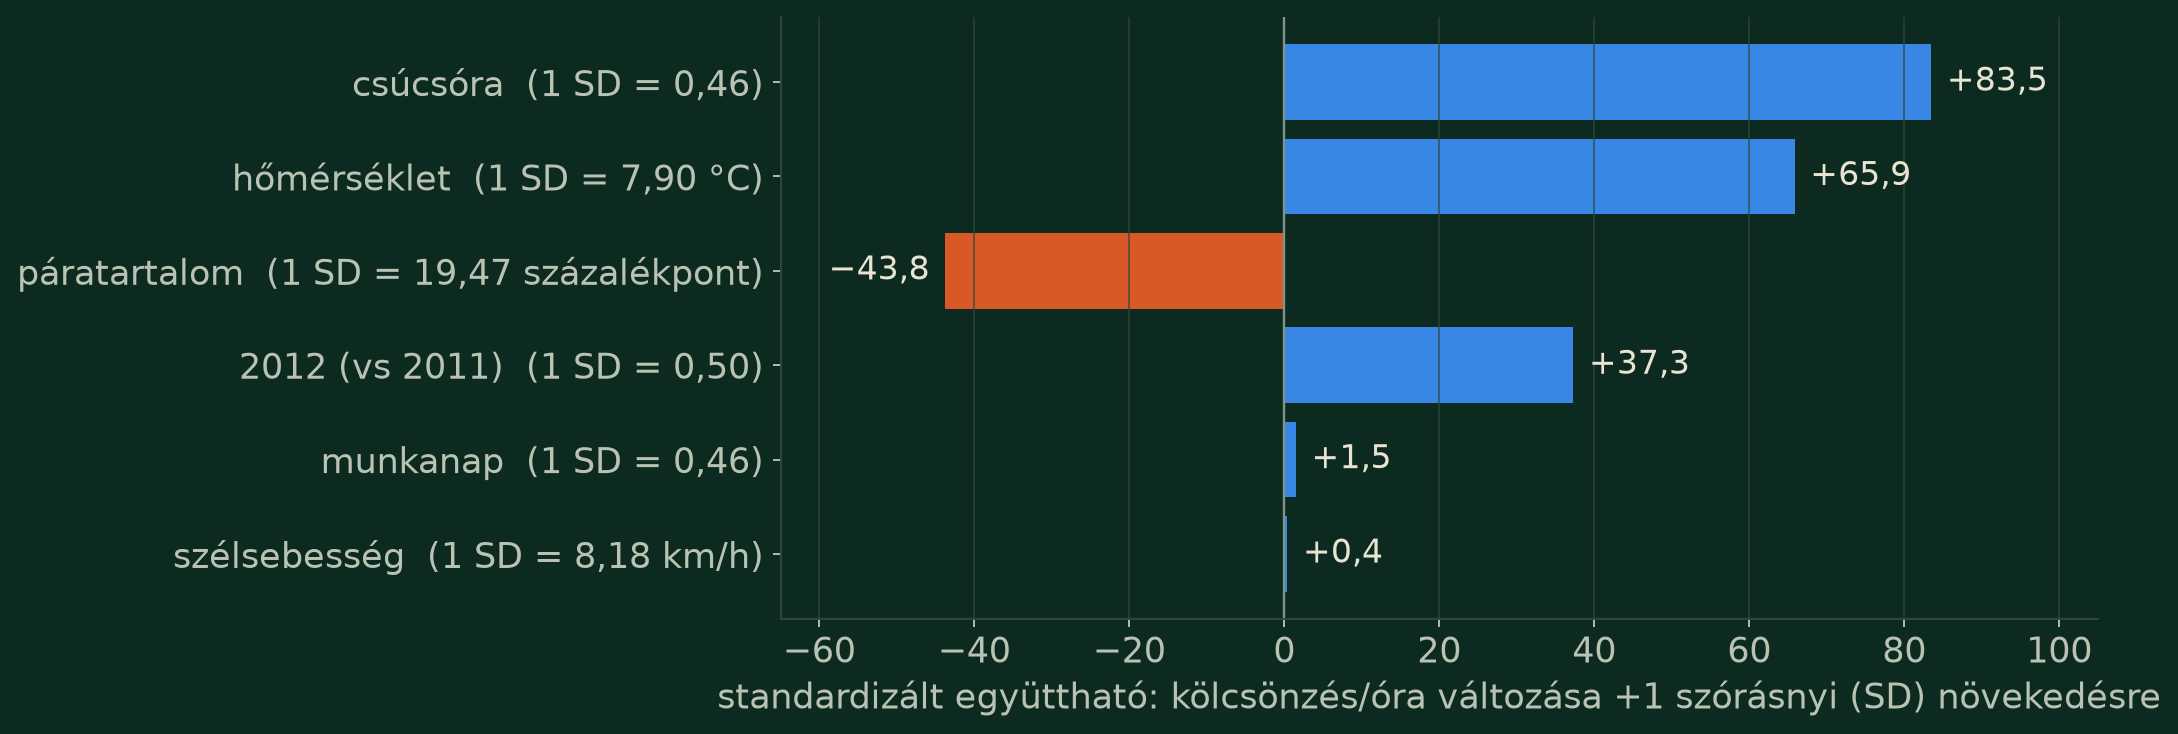 csúcsóra (1 SD = 0,46)
+83,5
hőmérséklet (1 SD = 7,90 °C)
+65,9
páratartalom (1 SD = 19,47 százalékpont)
−43,8
2012 (vs 2011) (1 SD = 0,50)
+37,3
munkanap (1 SD = 0,46)
+1,5
szélsebesség (1 SD = 8,18 km/h)
+0,4
−60 −40 −20 0 20 40 60 80 100
standardizált együttható: kölcsönzés/óra változása +1 szórásnyi (SD) növekedésre